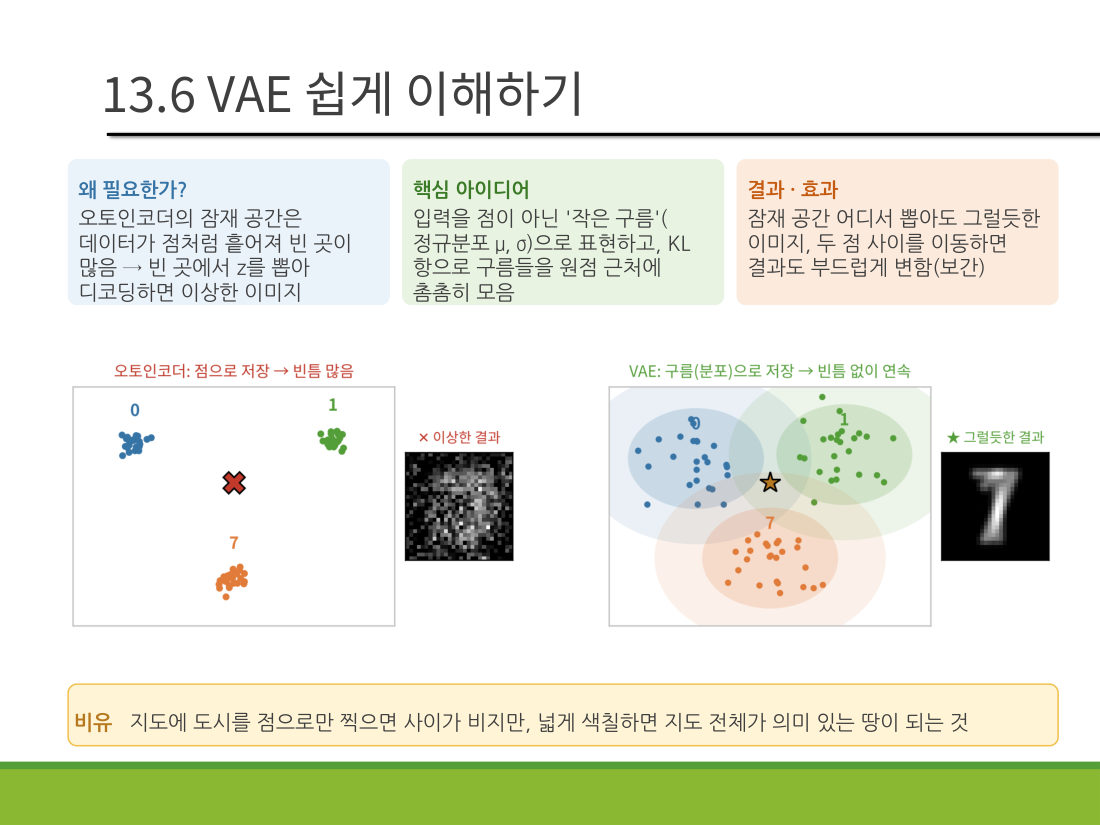 13.6 VAE 쉽게 이해하기
왜 필요한가?
오토인코더의 잠재 공간은
데이터가 점처럼 흩어져 빈 곳이
많음 → 빈 곳에서 z를 뽑아
디코딩하면 이상한 이미지
핵심 아이디어
입력을 점이 아닌 '작은 구름'(
정규분포 μ, σ)으로 표현하고, KL
항으로 구름들을 원점 근처에
촘촘히 모음
결과 · 효과
잠재 공간 어디서 뽑아도 그럴듯한
이미지, 두 점 사이를 이동하면
결과도 부드럽게 변함(보간)
오토인코더: 점으로 저장 → 빈틈 많음
0
1
7
× 이상한 결과
VAE: 구름(분포)으로 저장 → 빈틈 없이 연속
0
1
7
★ 그럴듯한 결과
7
비유 지도에 도시를 점으로만 찍으면 사이가 비지만, 넓게 색칠하면 지도 전체가 의미 있는 땅이 되는 것